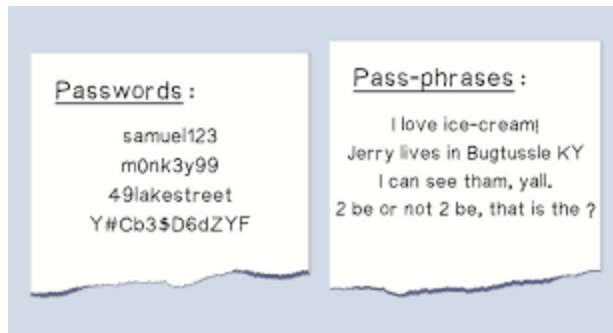 Passwords:
samuel123
m0nk3y99
49lakestreet
Y#Cb3$D6dZYF
Pass-phrases:
I love ice-cream!
Jerry lives in Bugtussle KY
I can see tham, yall.
2 be or not 2 be, that is the ?